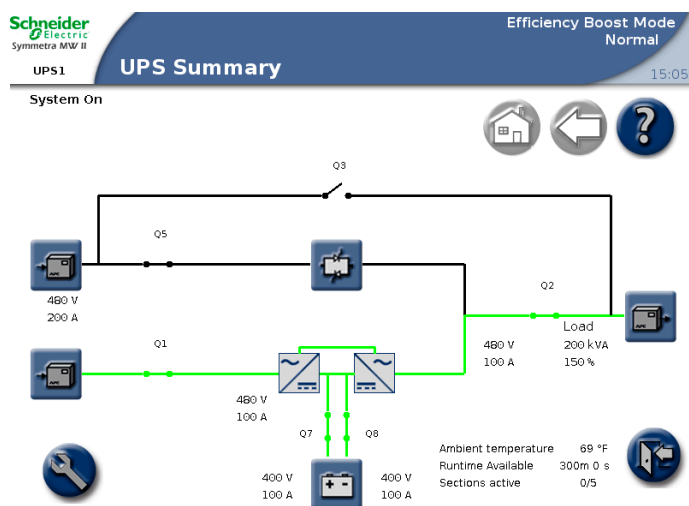 Schneider
Electric
Symmetra MW II
UPS1
UPS Summary
Efficiency Boost Mode
Normal
15:05
System On
?
Q3
Q5
480 V
200 A
Q2
Load
480 V 200 kVA
100 A 150 %
Q1
480 V
100 A
Q7 Q8
400 V 400 V
100 A 100 A
Ambient temperature 69 °F
Runtime Available 300m 0 s
Sections active 0/5